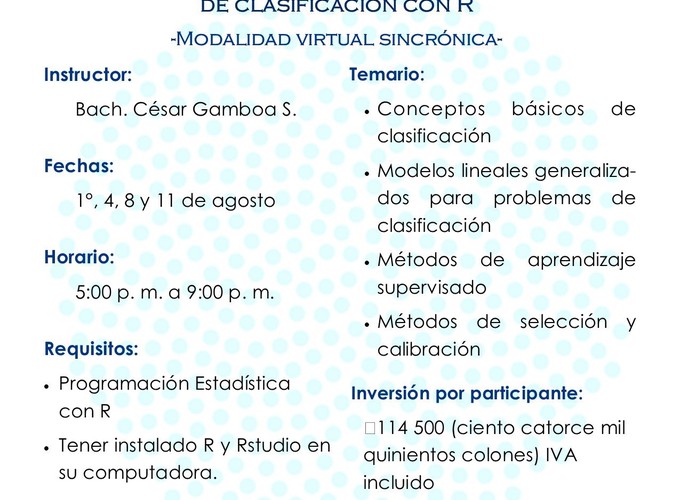 DE CLASIFICACIÓN CON R
-MODALIDAD VIRTUAL SINCRÓNICA-
Instructor:
Bach. César Gamboa S.
Fechas:
1°, 4, 8 y 11 de agosto
Horario:
5:00 p. m. a 9:00 p. m.
Requisitos:
• Programación Estadística
con R
• Tener instalado R y Rstudio en
su computadora.
Temario:
• Conceptos básicos de
clasificación
• Modelos lineales generaliza-
dos para problemas de
clasificación
• Métodos de aprendizaje
supervisado
• Métodos de selección y
calibración
Inversión por participante:
□114 500 (ciento catorce mil
quinientos colones) IVA
incluido